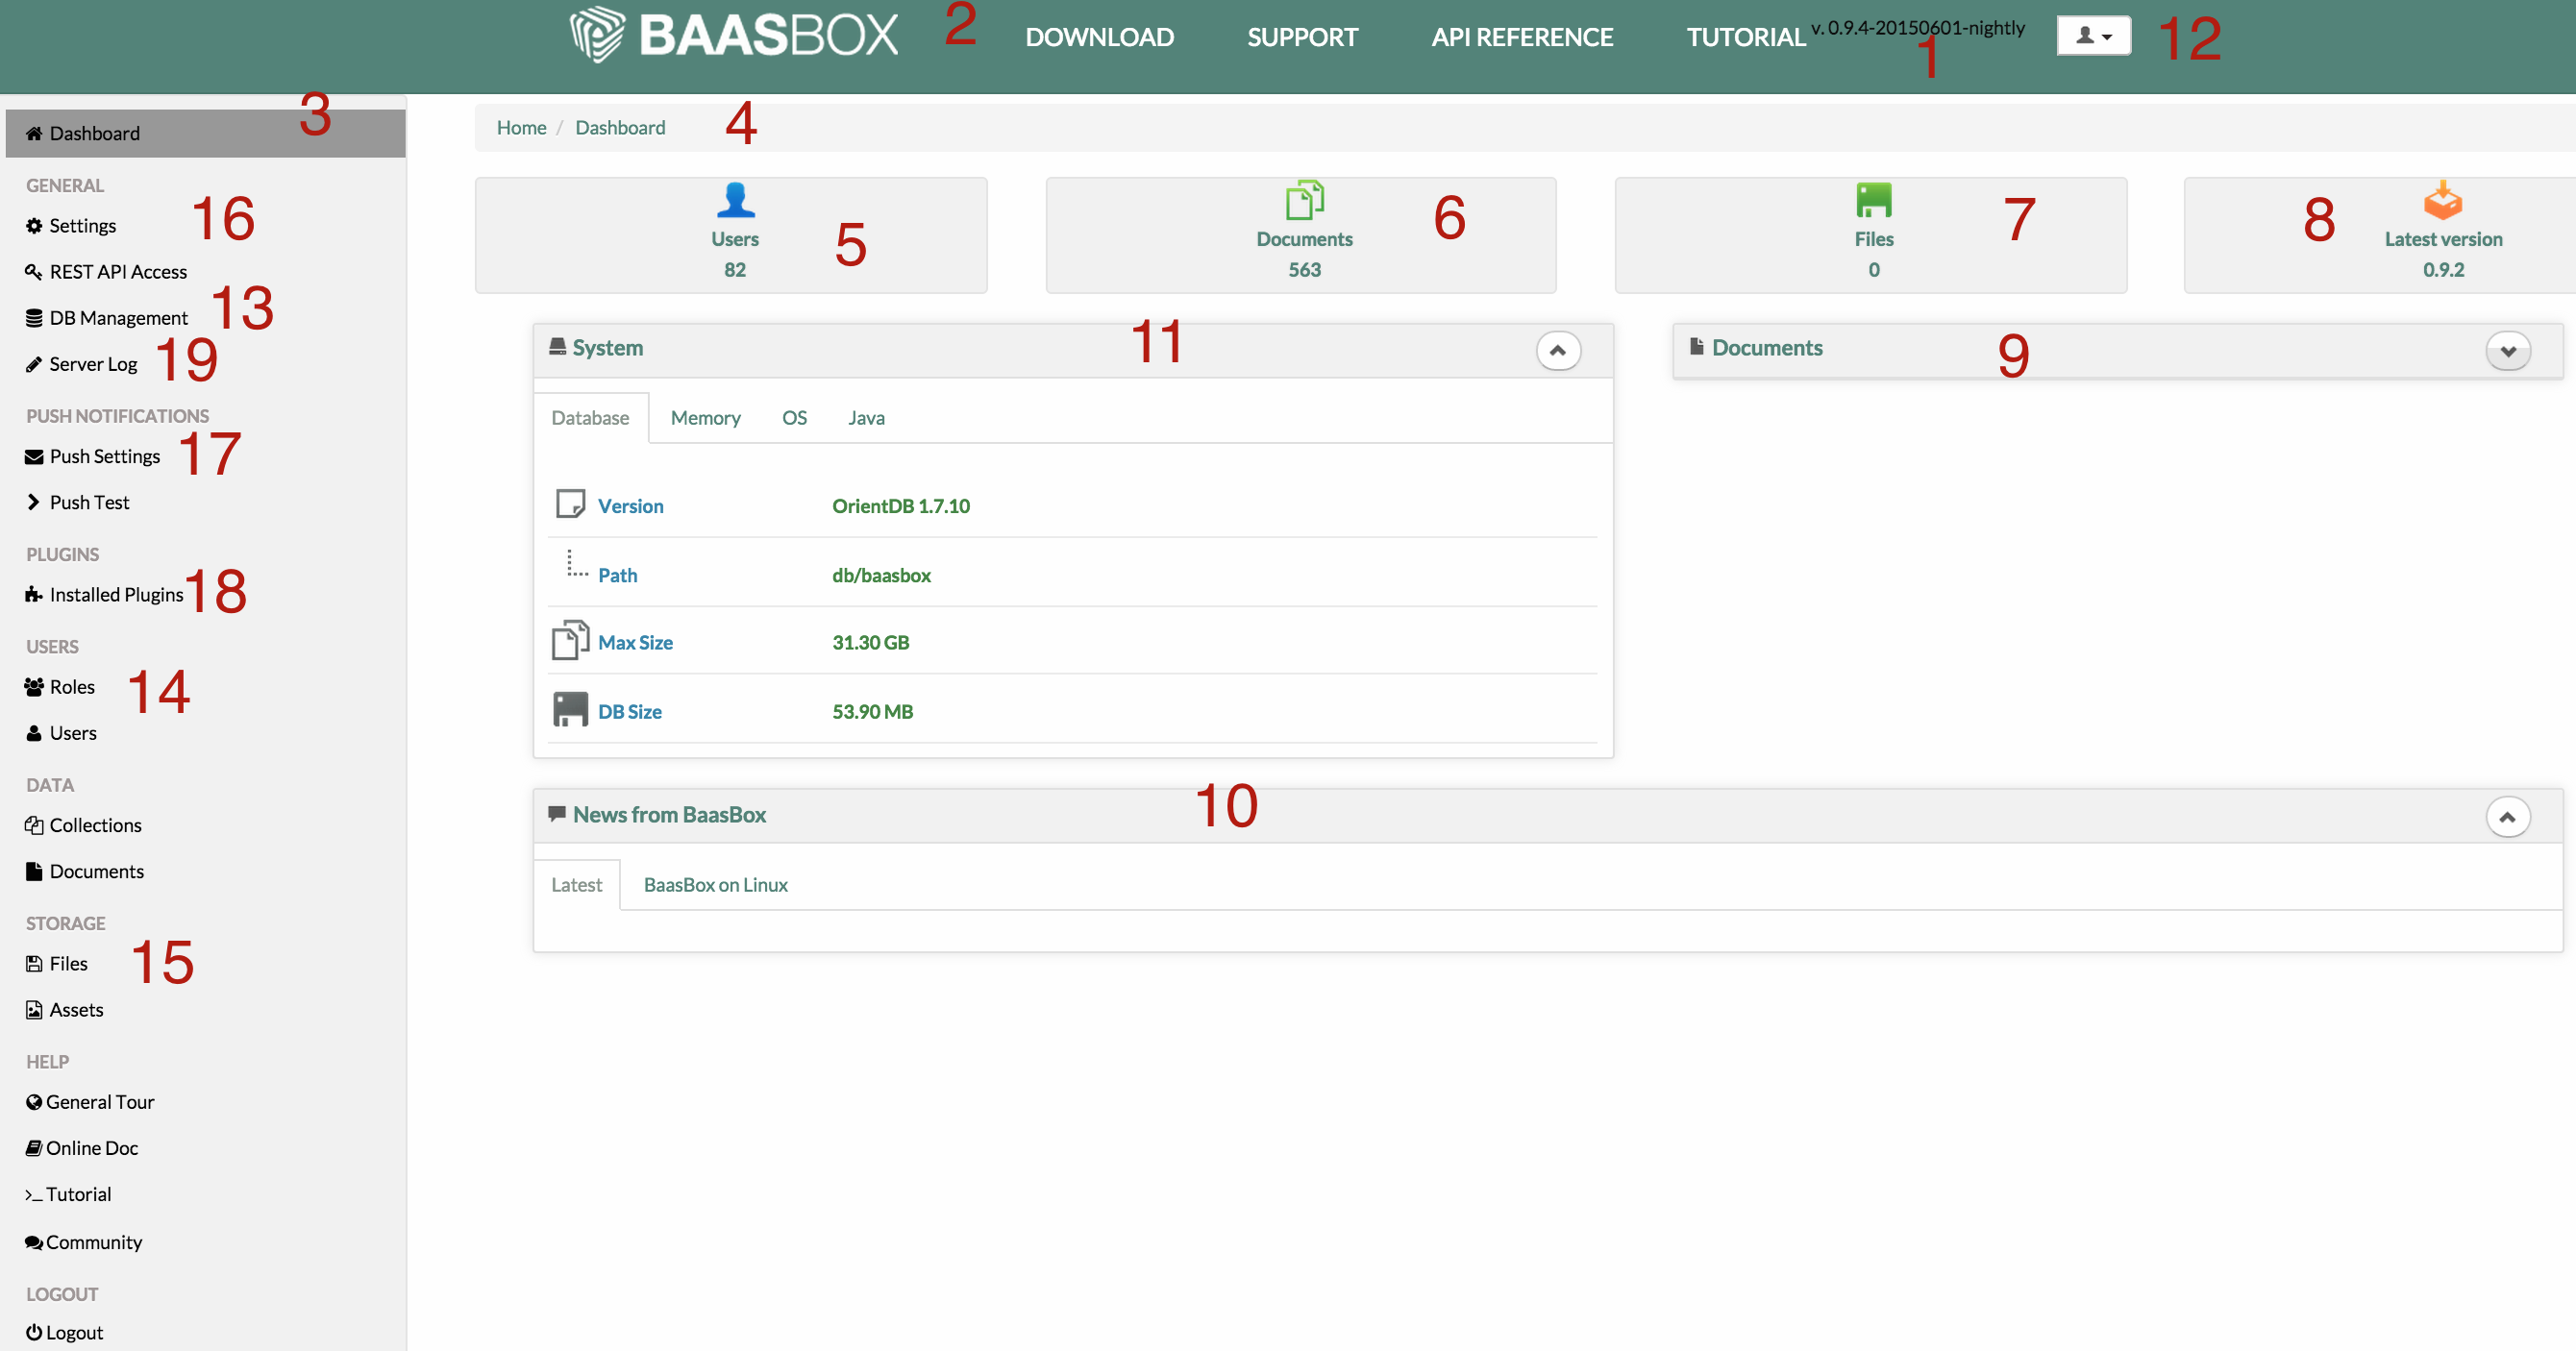 BAASBOX
2
DOWNLOAD
SUPPORT
API REFERENCE
TUTORIAL
v. 0.9.4-20150601-nightly
1
12
Dashboard
3
GENERAL
Settings
16
REST API Access
DB Management
13
Server Log
19
PUSH NOTIFICATIONS
Push Settings
17
Push Test
PLUGINS
Installed Plugins
18
USERS
Roles
14
Users
DATA
Collections
Documents
STORAGE
Files
15
Assets
HELP
General Tour
Online Doc
Tutorial
Community
LOGOUT
Logout
Home / Dashboard
4
Users
82
5
Documents
563
6
Files
0
7
Latest version
0.9.2
8
System
11
Database
Memory
OS
Java
Version OrientDB 1.7.10
Path db/baasbox
Max Size 31.30 GB
DB Size 53.90 MB
Documents
9
News from BaasBox
10
Latest
BaasBox on Linux